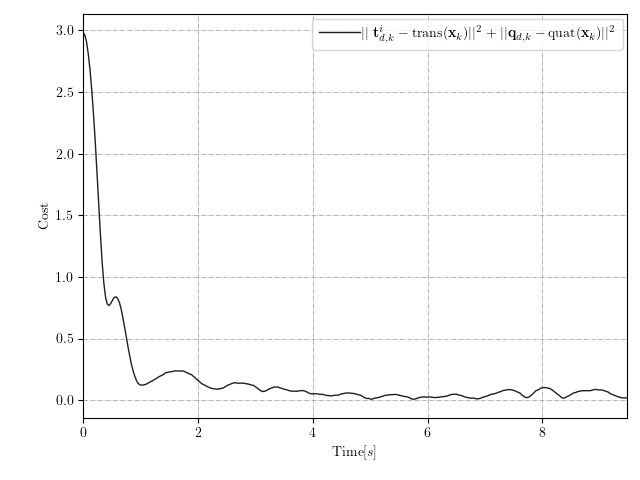 || t^i_{d,k} − trans(x_k)||^2 + ||q_{d,k} − quat(x_k)||^2
3.0
2.5
2.0
1.5
1.0
0.5
0.0
Cost
0 2 4 6 8
Time[s]